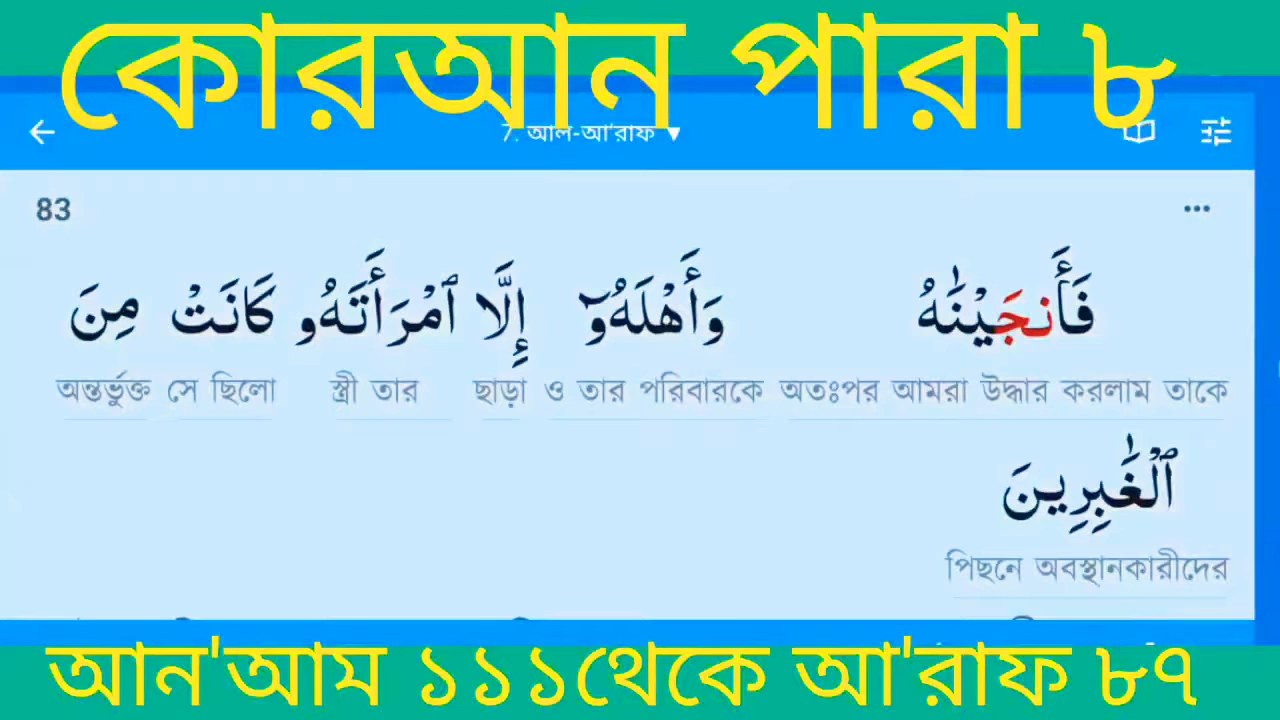 কোরআন পারা ৮
7. আল-আ'রাফ ▼
83
فَأَنجَيْنَٰهُ وَأَهْلَهُۥٓ إِلَّا ٱمْرَأَتَهُۥ كَانَتْ مِنَ
অন্তর্ভুক্ত সে ছিলো স্ত্রী তার ছাড়া ও তার পরিবারকে অতঃপর আমরা উদ্ধার করলাম তাকে
ٱلْغَٰبِرِينَ
পিছনে অবস্থানকারীদের
আন'আম ১১১থেকে আ'রাফ ৮৭